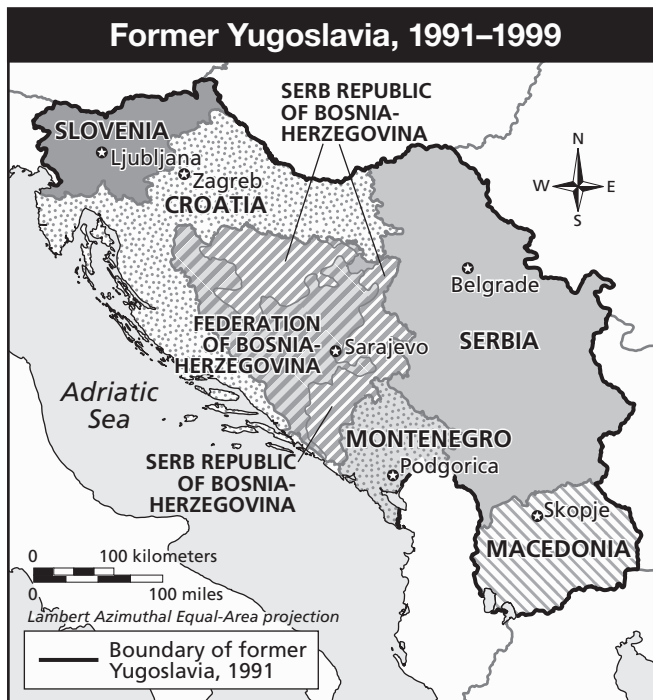 Former Yugoslavia, 1991–1999
SERB REPUBLIC
OF BOSNIA-
HERZEGOVINA
SLOVENIA
Ljubljana
Zagreb
CROATIA
N
W
E
S
Belgrade
FEDERATION
OF BOSNIA-
HERZEGOVINA
Sarajevo
SERBIA
Adriatic
Sea
MONTENEGRO
Podgorica
SERB REPUBLIC
OF BOSNIA-
HERZEGOVINA
Skopje
MACEDONIA
0 100 kilometers
0 100 miles
Lambert Azimuthal Equal-Area projection
Boundary of former
Yugoslavia, 1991